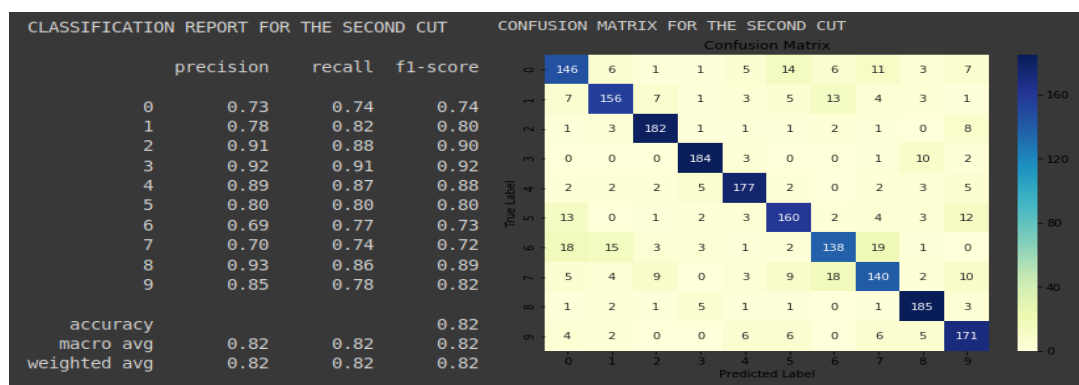 CLASSIFICATION REPORT FOR THE SECOND CUT
precision recall f1-score
0 0.73 0.74 0.74
1 0.78 0.82 0.80
2 0.91 0.88 0.90
3 0.92 0.91 0.92
4 0.89 0.87 0.88
5 0.80 0.80 0.80
6 0.69 0.77 0.73
7 0.70 0.74 0.72
8 0.93 0.86 0.89
9 0.85 0.78 0.82
accuracy 0.82
macro avg 0.82 0.82 0.82
weighted avg 0.82 0.82 0.82
CONFUSION MATRIX FOR THE SECOND CUT
Confusion Matrix
True Label
0 146 6 1 1 5 14 6 11 3 7
1 7 156 7 1 3 5 13 4 3 1
2 1 3 182 1 1 1 2 1 0 8
3 0 0 0 184 3 0 0 1 10 2
4 2 2 2 5 177 2 0 2 3 5
5 13 0 1 2 3 160 2 4 3 12
6 18 15 3 3 1 2 138 19 1 0
7 5 4 9 0 3 9 18 140 2 10
8 1 2 1 5 1 1 0 1 185 3
9 4 2 0 0 6 6 0 6 5 171
0 1 2 3 4 5 6 7 8 9
Predicted Label
160
120
80
40
0